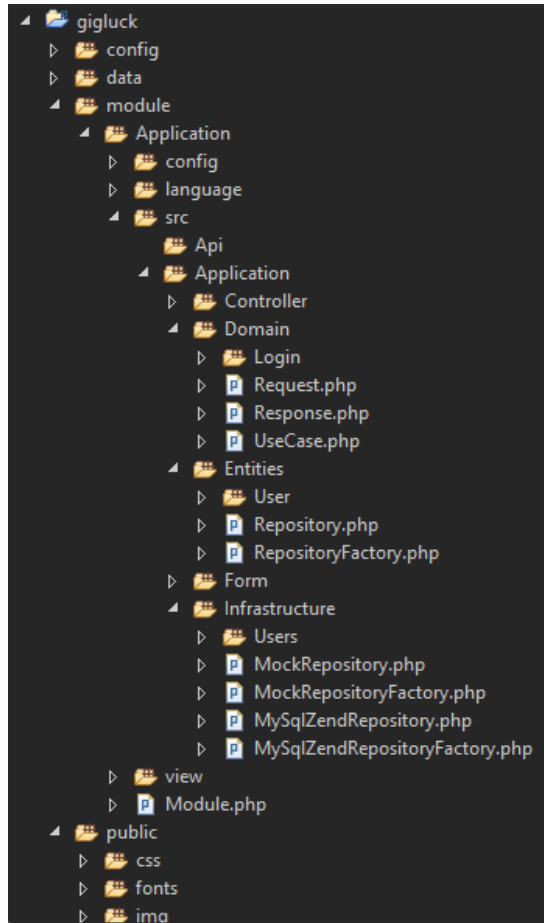 gigluck
config
data
module
Application
config
language
src
Api
Application
Controller
Domain
Login
Request.php
Response.php
UseCase.php
Entities
User
Repository.php
RepositoryFactory.php
Form
Infrastructure
Users
MockRepository.php
MockRepositoryFactory.php
MySqlZendRepository.php
MySqlZendRepositoryFactory.php
view
Module.php
public
css
fonts
img